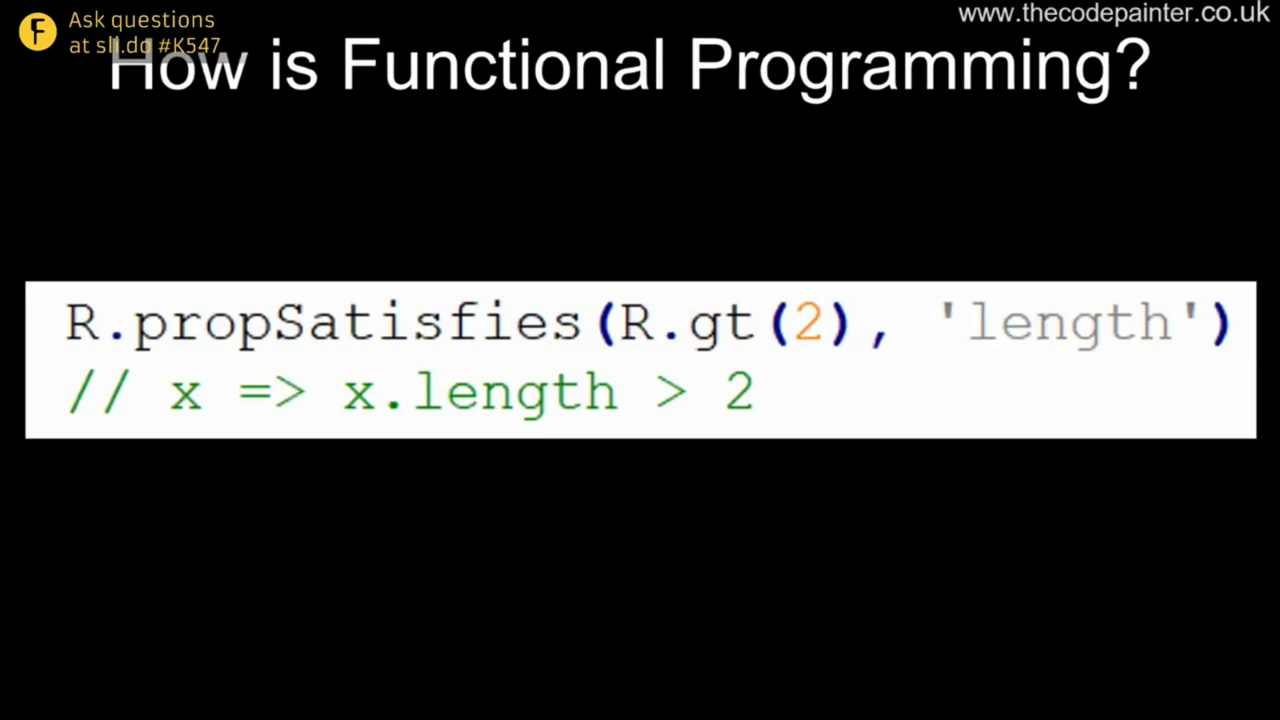 Ask questions
at sli.do #K547
www.thecodepainter.co.uk
How is Functional Programming?
R.propSatisfies(R.gt(2), 'length')
// x => x.length > 2